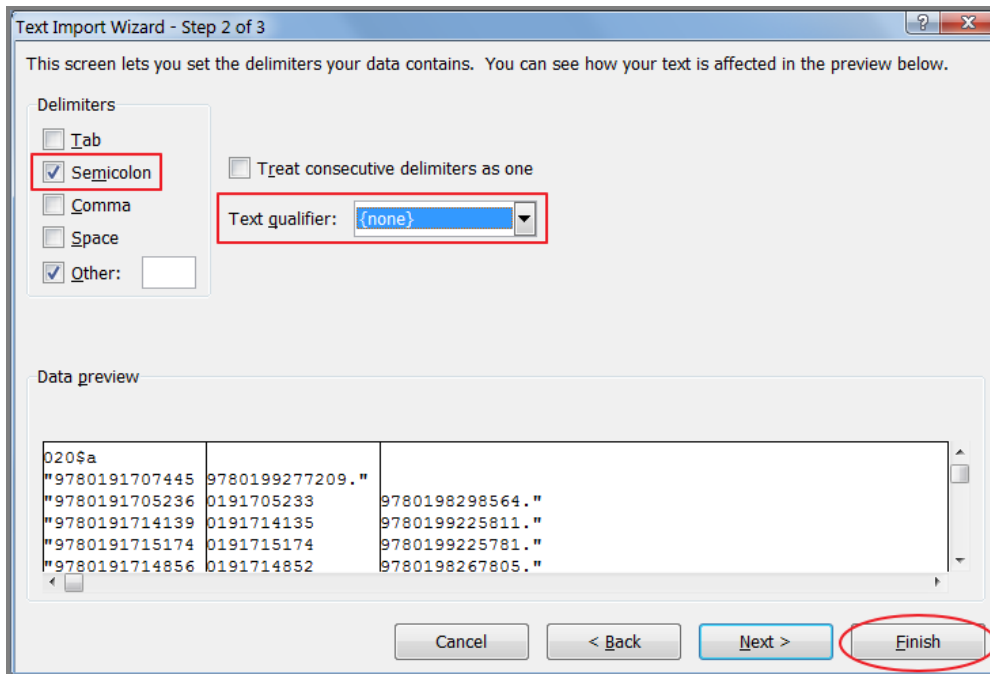 Text Import Wizard - Step 2 of 3
?
This screen lets you set the delimiters your data contains.  You can see how your text is affected in the preview below.
Delimiters
Tab
Semicolon
Treat consecutive delimiters as one
Comma
Text qualifier: {none}
Space
Other:
Data preview
020$a
"9780191707445 9780199277209."
"9780191705236 0191705233 9780198298564."
"9780191714139 0191714135 9780199225811."
"9780191715174 0191715174 9780199225781."
"9780191714856 0191714852 9780198267805."
Cancel < Back Next > Finish